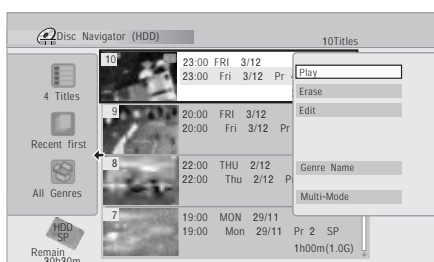 Disc Navigator (HDD)
10Titles
4 Titles
Recent first
All Genres
HDD
SP
Remain
30h30m
10
23:00 FRI 3/12
23:00 Fri 3/12 Pr 4
9
20:00 FRI 3/12
20:00 Fri 3/12 Pr
8
22:00 THU 2/12
22:00 Thu 2/12 P
7
19:00 MON 29/11
19:00 Mon 29/11 Pr 2 SP
1h00m(1.0G)
Play
Erase
Edit
Genre Name
Multi-Mode